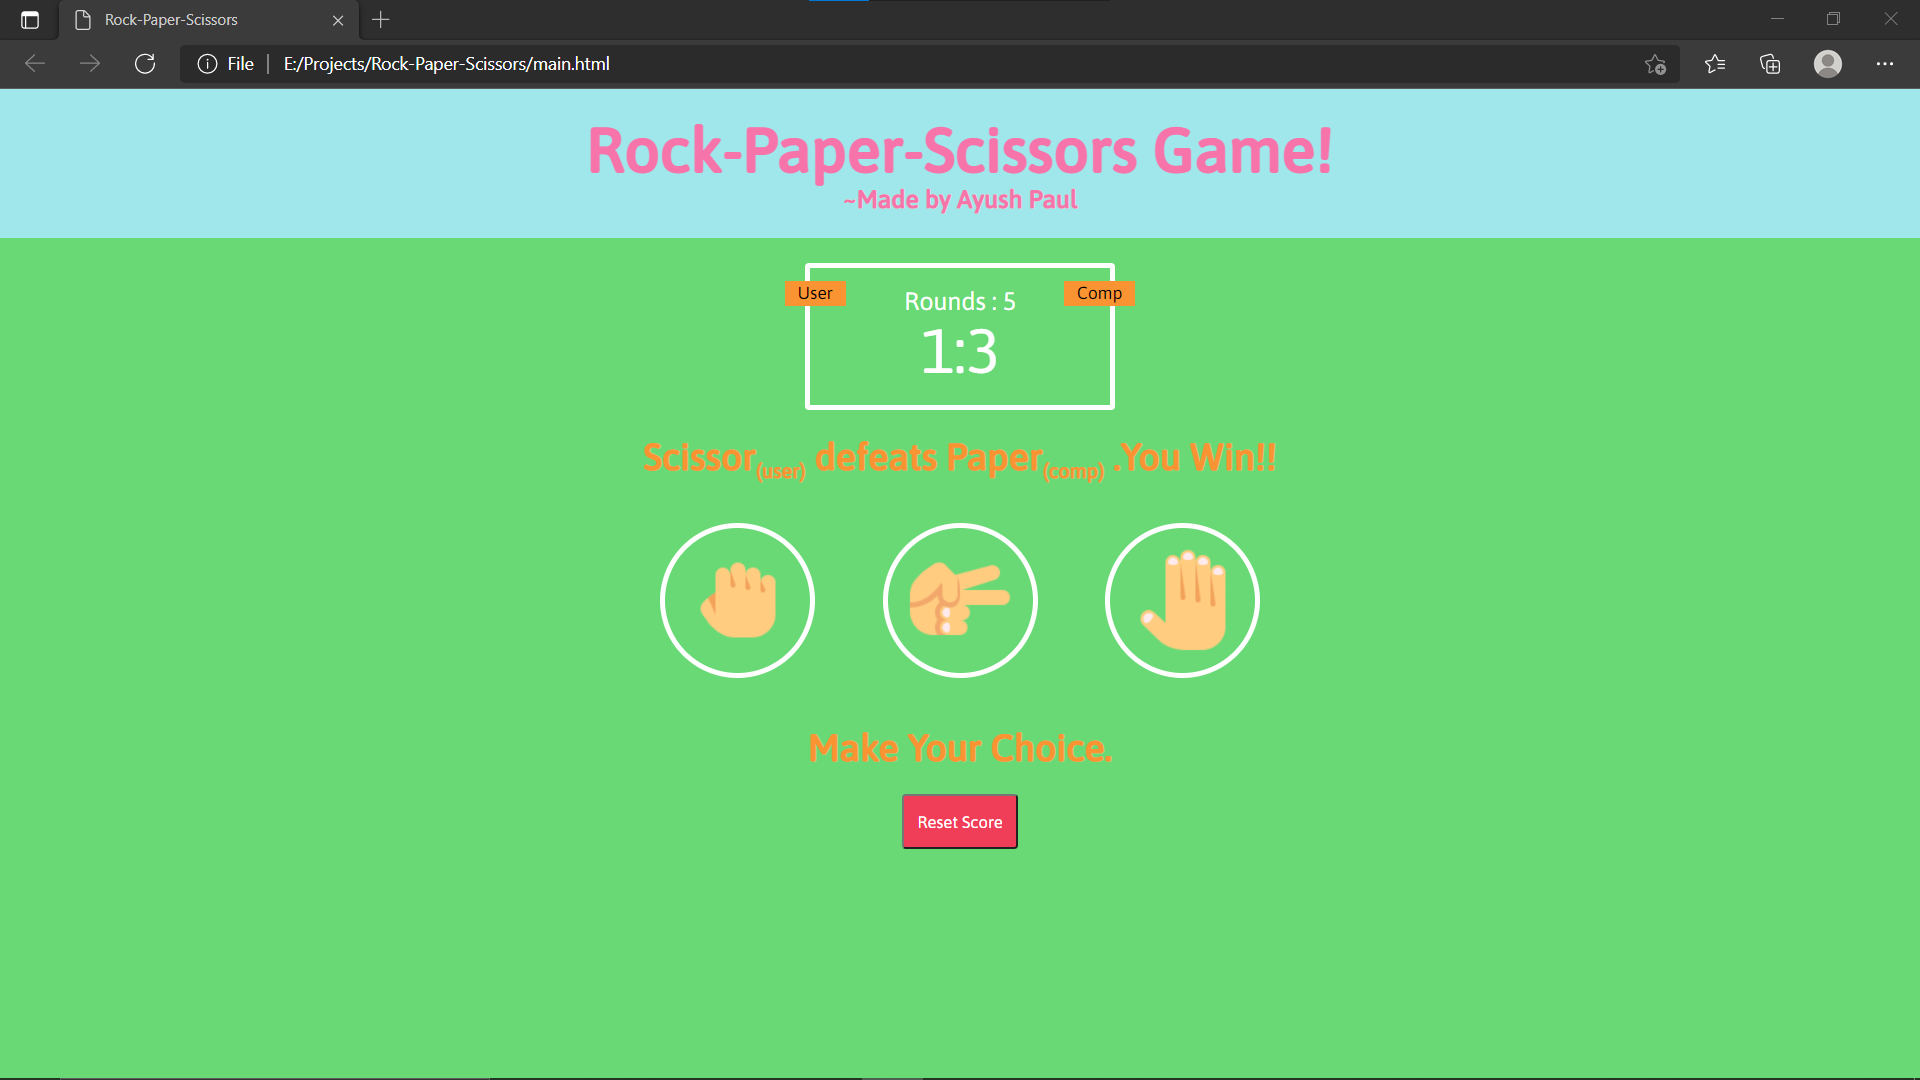 Rock-Paper-Scissors
File E:/Projects/Rock-Paper-Scissors/main.html
Rock-Paper-Scissors Game!
~Made by Ayush Paul
User Rounds : 5 Comp
1:3
Scissor(user) defeats Paper(comp) .You Win!!
Make Your Choice.
Reset Score